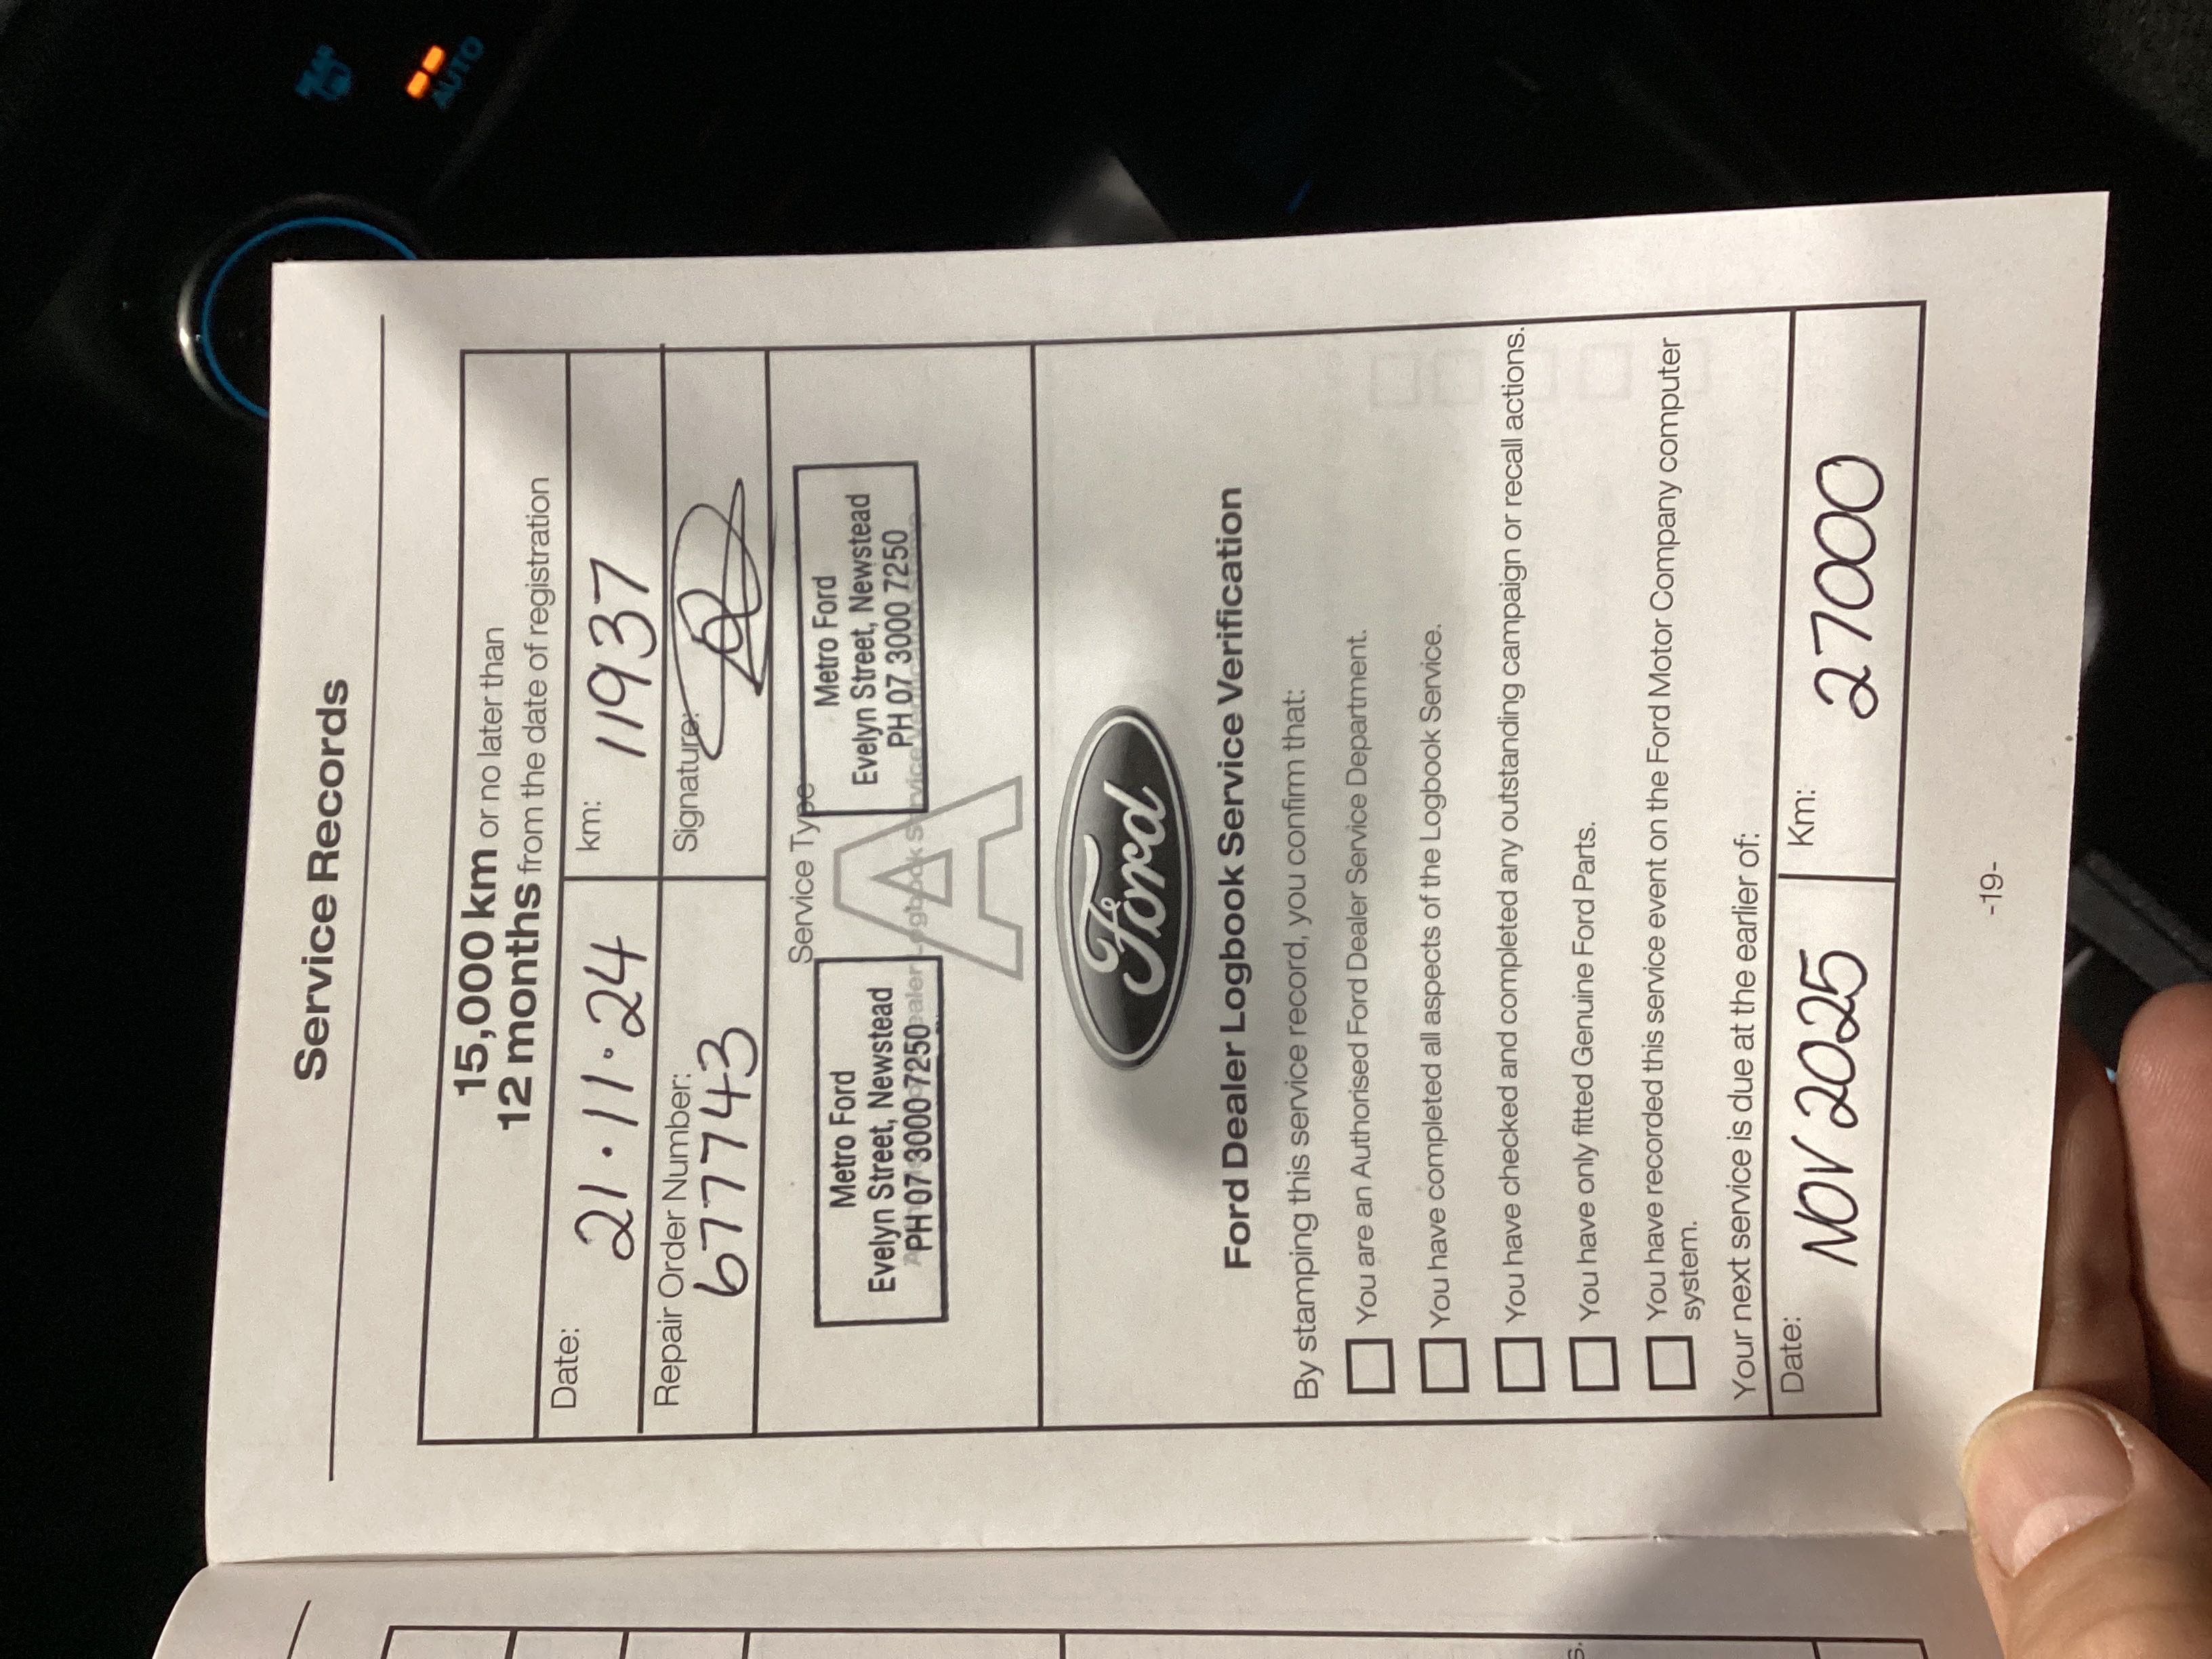 Service Records
15,000 km or no later than
12 months from the date of registration
Date: 21.11.24
km: 11937
Repair Order Number:
677743
Signature:
Service Type
A
Metro Ford
Evelyn Street, Newstead
PH 07 3000 7250
Metro Ford
Evelyn Street, Newstead
PH 07 3000 7250
Ford
Ford Dealer Logbook Service Verification
By stamping this service record, you confirm that:
You are an Authorised Ford Dealer Service Department.
You have completed all aspects of the Logbook Service.
You have checked and completed any outstanding campaign or recall actions.
You have only fitted Genuine Ford Parts.
You have recorded this service event on the Ford Motor Company computer
system.
Your next service is due at the earlier of:
Date: NOV 2025
Km: 27000
-19-
AUTO